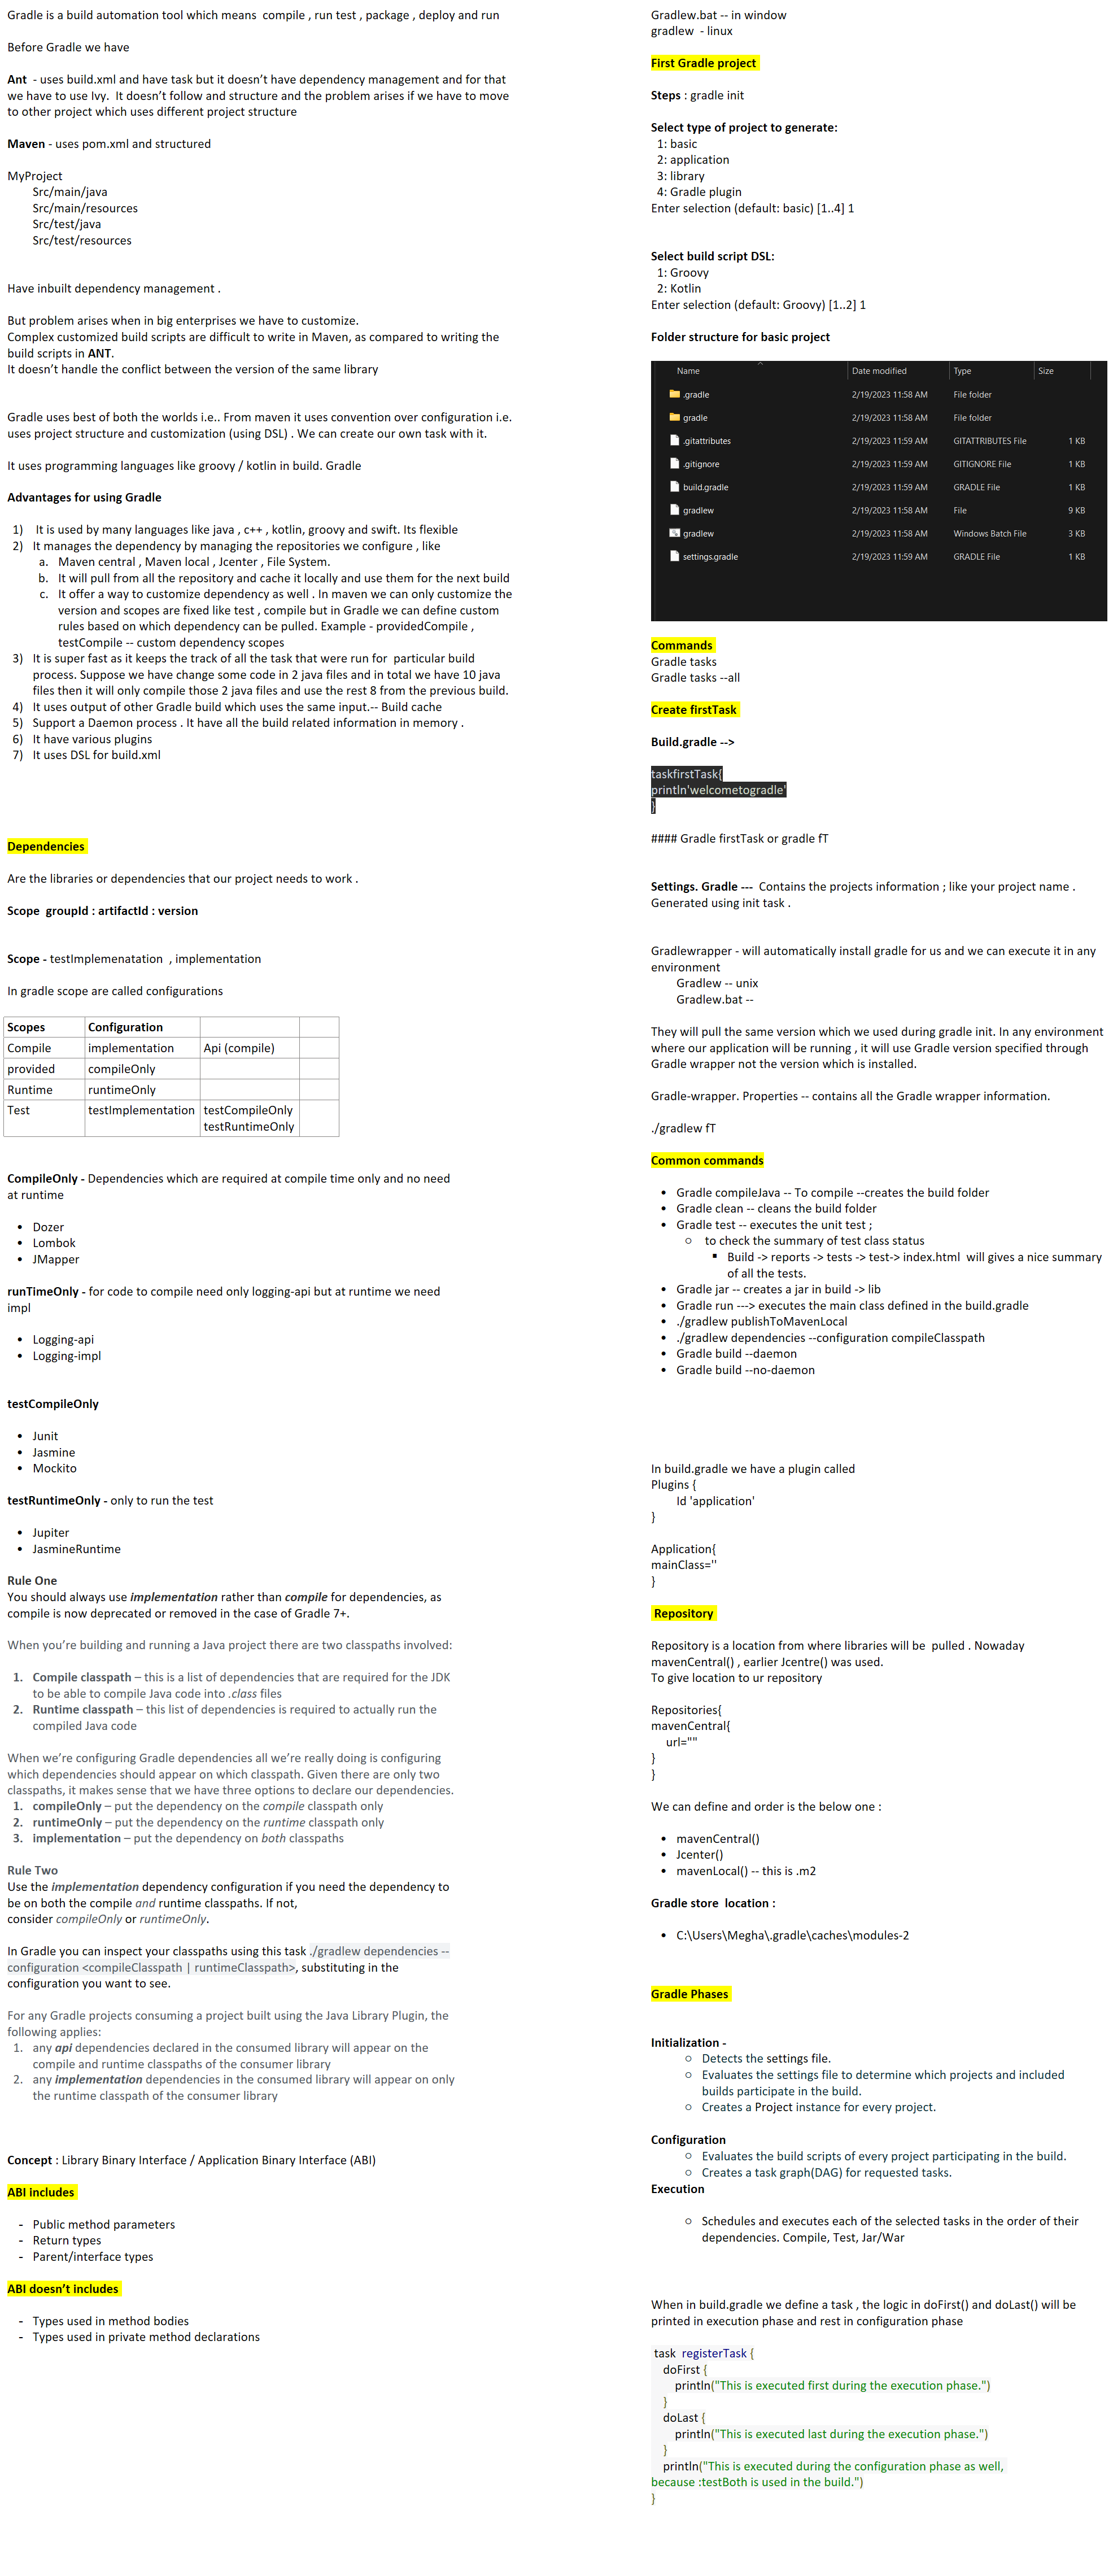 Gradle is a build automation tool which means  compile , run test , package , deploy and run
Before Gradle we have
Ant  - uses build.xml and have task but it doesn’t have dependency management and for that
we have to use Ivy.  It doesn’t follow and structure and the problem arises if we have to move
to other project which uses different project structure
Maven - uses pom.xml and structured
MyProject
Src/main/java
Src/main/resources
Src/test/java
Src/test/resources
Have inbuilt dependency management .
But problem arises when in big enterprises we have to customize.
Complex customized build scripts are difficult to write in Maven, as compared to writing the
build scripts in ANT.
It doesn’t handle the conflict between the version of the same library
Gradle uses best of both the worlds i.e.. From maven it uses convention over configuration i.e.
uses project structure and customization (using DSL) . We can create our own task with it.
It uses programming languages like groovy / kotlin in build. Gradle
Advantages for using Gradle
1)   It is used by many languages like java , c++ , kotlin, groovy and swift. Its flexible
2)  It manages the dependency by managing the repositories we configure , like
a.  Maven central , Maven local , Jcenter , File System.
b.  It will pull from all the repository and cache it locally and use them for the next build
c.  It offer a way to customize dependency as well . In maven we can only customize the
version and scopes are fixed like test , compile but in Gradle we can define custom
rules based on which dependency can be pulled. Example - providedCompile ,
testCompile -- custom dependency scopes
3)  It is super fast as it keeps the track of all the task that were run for  particular build
process. Suppose we have change some code in 2 java files and in total we have 10 java
files then it will only compile those 2 java files and use the rest 8 from the previous build.
4)  It uses output of other Gradle build which uses the same input.-- Build cache
5)  Support a Daemon process . It have all the build related information in memory .
6)  It have various plugins
7)  It uses DSL for build.xml
Dependencies
Are the libraries or dependencies that our project needs to work .
Scope  groupId : artifactId : version
Scope - testImplemenatation  , implementation
In gradle scope are called configurations
Scopes Configuration
Compile implementation Api (compile)
provided compileOnly
Runtime runtimeOnly
Test testImplementation testCompileOnly
testRuntimeOnly
CompileOnly - Dependencies which are required at compile time only and no need
at runtime
• Dozer
• Lombok
• JMapper
runTimeOnly - for code to compile need only logging-api but at runtime we need
impl
• Logging-api
• Logging-impl
testCompileOnly
• Junit
• Jasmine
• Mockito
testRuntimeOnly - only to run the test
• Jupiter
• JasmineRuntime
Rule One
You should always use implementation rather than compile for dependencies, as
compile is now deprecated or removed in the case of Gradle 7+.
When you’re building and running a Java project there are two classpaths involved:
1. Compile classpath – this is a list of dependencies that are required for the JDK
to be able to compile Java code into .class files
2. Runtime classpath – this list of dependencies is required to actually run the
compiled Java code
When we’re configuring Gradle dependencies all we’re really doing is configuring
which dependencies should appear on which classpath. Given there are only two
classpaths, it makes sense that we have three options to declare our dependencies.
1. compileOnly – put the dependency on the compile classpath only
2. runtimeOnly – put the dependency on the runtime classpath only
3. implementation – put the dependency on both classpaths
Rule Two
Use the implementation dependency configuration if you need the dependency to
be on both the compile and runtime classpaths. If not,
consider compileOnly or runtimeOnly.
In Gradle you can inspect your classpaths using this task ./gradlew dependencies --
configuration <compileClasspath | runtimeClasspath>, substituting in the
configuration you want to see.
For any Gradle projects consuming a project built using the Java Library Plugin, the
following applies:
1. any api dependencies declared in the consumed library will appear on the
compile and runtime classpaths of the consumer library
2. any implementation dependencies in the consumed library will appear on only
the runtime classpath of the consumer library
Concept : Library Binary Interface / Application Binary Interface (ABI)
ABI includes
- Public method parameters
- Return types
- Parent/interface types
ABI doesn’t includes
- Types used in method bodies
- Types used in private method declarations
Gradlew.bat -- in window
gradlew  - linux
First Gradle project
Steps : gradle init
Select type of project to generate:
1: basic
2: application
3: library
4: Gradle plugin
Enter selection (default: basic) [1..4] 1
Select build script DSL:
1: Groovy
2: Kotlin
Enter selection (default: Groovy) [1..2] 1
Folder structure for basic project
Name Date modified Type Size
.gradle 2/19/2023 11:58 AM File folder
gradle 2/19/2023 11:58 AM File folder
.gitattributes 2/19/2023 11:59 AM GITATTRIBUTES File 1 KB
.gitignore 2/19/2023 11:59 AM GITIGNORE File 1 KB
build.gradle 2/19/2023 11:59 AM GRADLE File 1 KB
gradlew 2/19/2023 11:58 AM File 9 KB
gradlew 2/19/2023 11:58 AM Windows Batch File 3 KB
settings.gradle 2/19/2023 11:59 AM GRADLE File 1 KB
Commands
Gradle tasks
Gradle tasks --all
Create firstTask
Build.gradle -->
taskfirstTask{
println'welcometogradle'
}
#### Gradle firstTask or gradle fT
Settings. Gradle ---  Contains the projects information ; like your project name .
Generated using init task .
Gradlewrapper - will automatically install gradle for us and we can execute it in any
environment
Gradlew -- unix
Gradlew.bat --
They will pull the same version which we used during gradle init. In any environment
where our application will be running , it will use Gradle version specified through
Gradle wrapper not the version which is installed.
Gradle-wrapper. Properties -- contains all the Gradle wrapper information.
./gradlew fT
Common commands
• Gradle compileJava -- To compile --creates the build folder
• Gradle clean -- cleans the build folder
• Gradle test -- executes the unit test ;
○ to check the summary of test class status
▪ Build -> reports -> tests -> test-> index.html  will gives a nice summary
of all the tests.
• Gradle jar -- creates a jar in build -> lib
• Gradle run ---> executes the main class defined in the build.gradle
• ./gradlew publishToMavenLocal
• ./gradlew dependencies --configuration compileClasspath
• Gradle build --daemon
• Gradle build --no-daemon
In build.gradle we have a plugin called
Plugins {
Id 'application'
}
Application{
mainClass=''
}
Repository
Repository is a location from where libraries will be  pulled . Nowaday
mavenCentral() , earlier Jcentre() was used.
To give location to ur repository
Repositories{
mavenCentral{
url=""
}
}
We can define and order is the below one :
• mavenCentral()
• Jcenter()
• mavenLocal() -- this is .m2
Gradle store  location :
• C:\Users\Megha\.gradle\caches\modules-2
Gradle Phases
Initialization -
○ Detects the settings file.
○ Evaluates the settings file to determine which projects and included
builds participate in the build.
○ Creates a Project instance for every project.
Configuration
○ Evaluates the build scripts of every project participating in the build.
○ Creates a task graph(DAG) for requested tasks.
Execution
○ Schedules and executes each of the selected tasks in the order of their
dependencies. Compile, Test, Jar/War
When in build.gradle we define a task , the logic in doFirst() and doLast() will be
printed in execution phase and rest in configuration phase
task  registerTask {
doFirst {
println("This is executed first during the execution phase.")
}
doLast {
println("This is executed last during the execution phase.")
}
println("This is executed during the configuration phase as well,
because :testBoth is used in the build.")
}